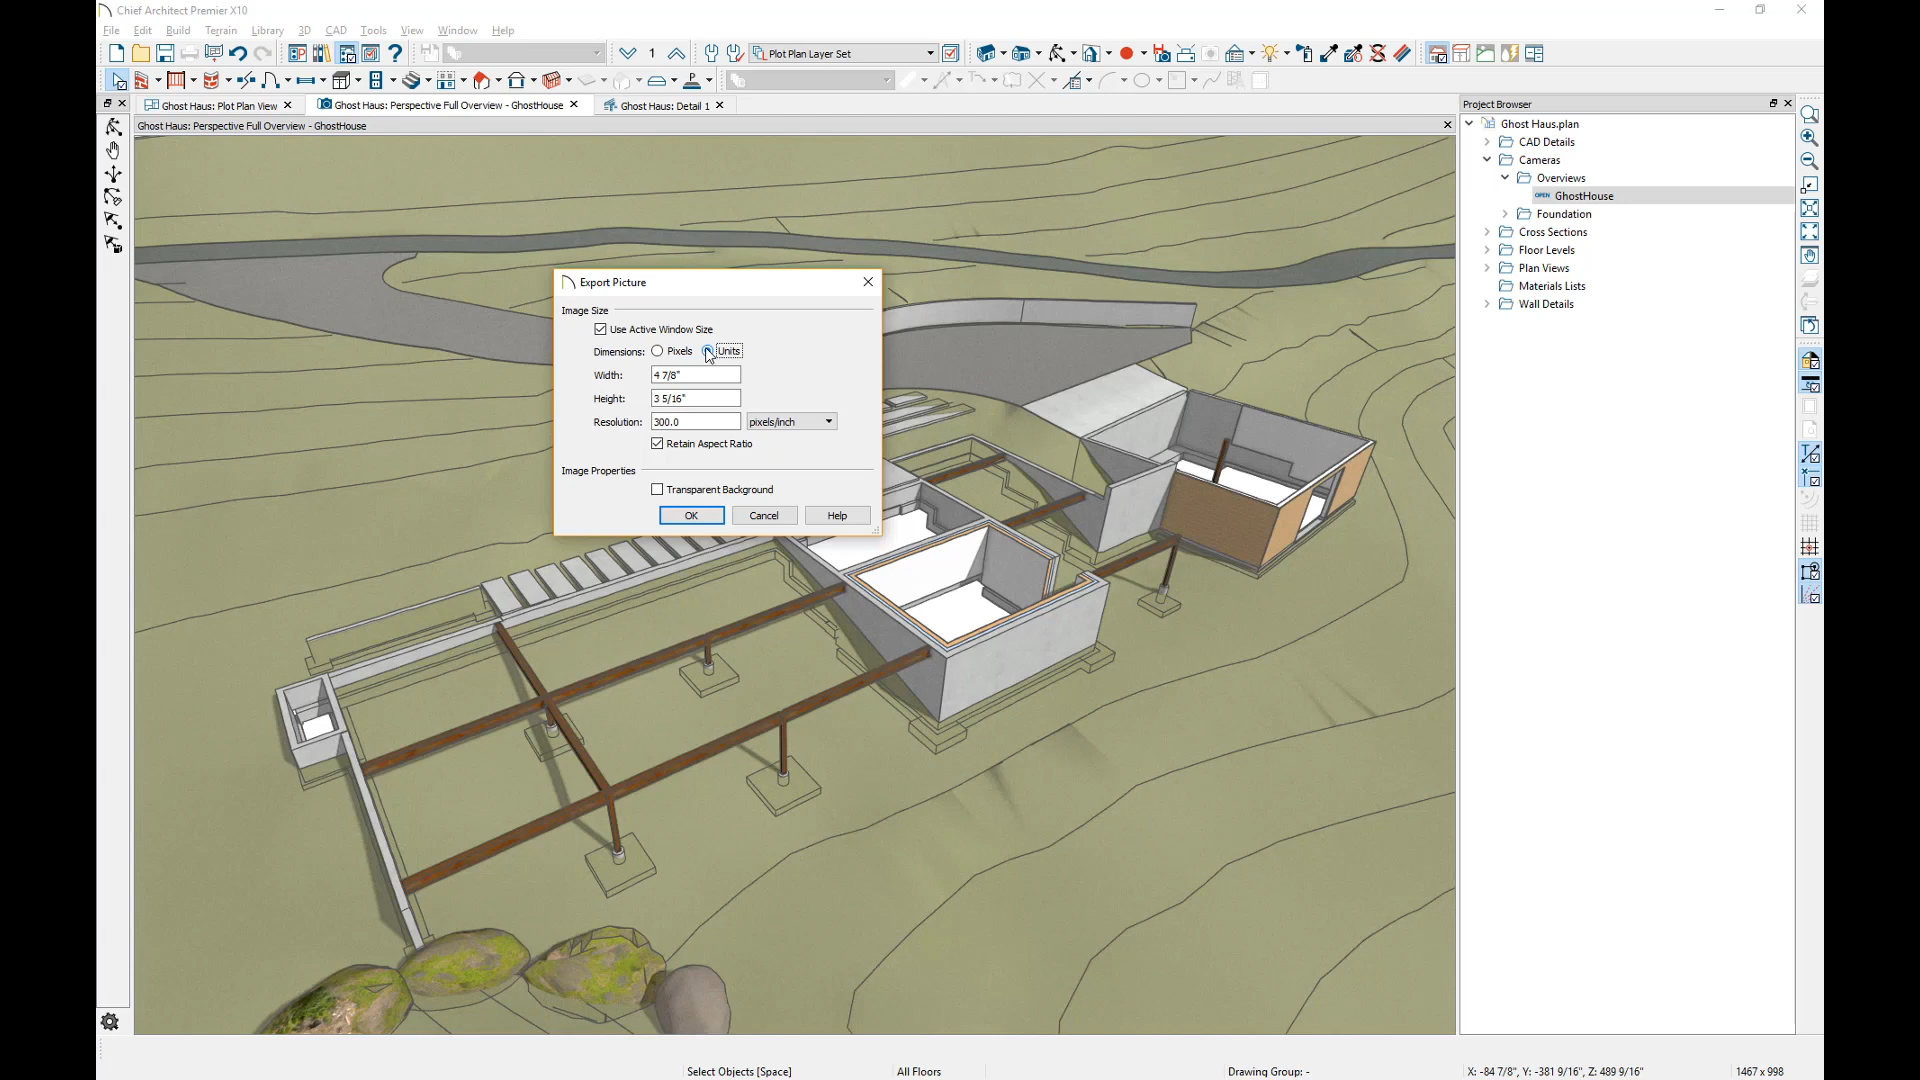 Chief Architect Premier X10
File Edit Build Terrain Library 3D CAD Tools View Window Help
1 Plot Plan Layer Set
Ghost Haus: Plot Plan View Ghost Haus: Perspective Full Overview - GhostHouse Ghost Haus: Detail 1
Ghost Haus: Perspective Full Overview - GhostHouse
Project Browser
Ghost Haus.plan
CAD Details
Cameras
Overviews
OPEN GhostHouse
Foundation
Cross Sections
Floor Levels
Plan Views
Materials Lists
Wall Details
Export Picture
Image Size
Use Active Window Size
Dimensions: Pixels Units
Width: 4 7/8"
Height: 3 5/16"
Resolution: 300.0 pixels/inch
Retain Aspect Ratio
Image Properties
Transparent Background
OK Cancel Help
Select Objects [Space] All Floors Drawing Group: - X: -84 7/8", Y: -381 9/16", Z: 489 9/16" 1467 x 998